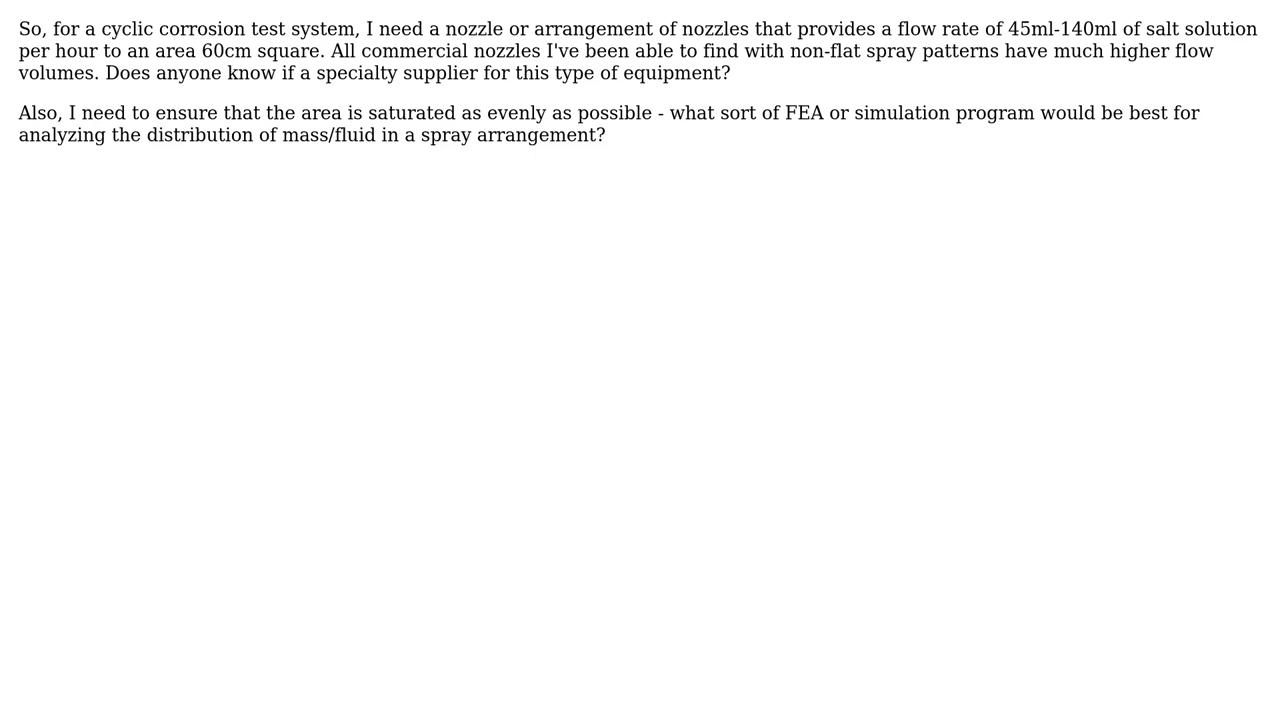 So, for a cyclic corrosion test system, I need a nozzle or arrangement of nozzles that provides a flow rate of 45ml-140ml of salt solution
per hour to an area 60cm square. All commercial nozzles I've been able to find with non-flat spray patterns have much higher flow
volumes. Does anyone know if a specialty supplier for this type of equipment?
Also, I need to ensure that the area is saturated as evenly as possible - what sort of FEA or simulation program would be best for
analyzing the distribution of mass/fluid in a spray arrangement?